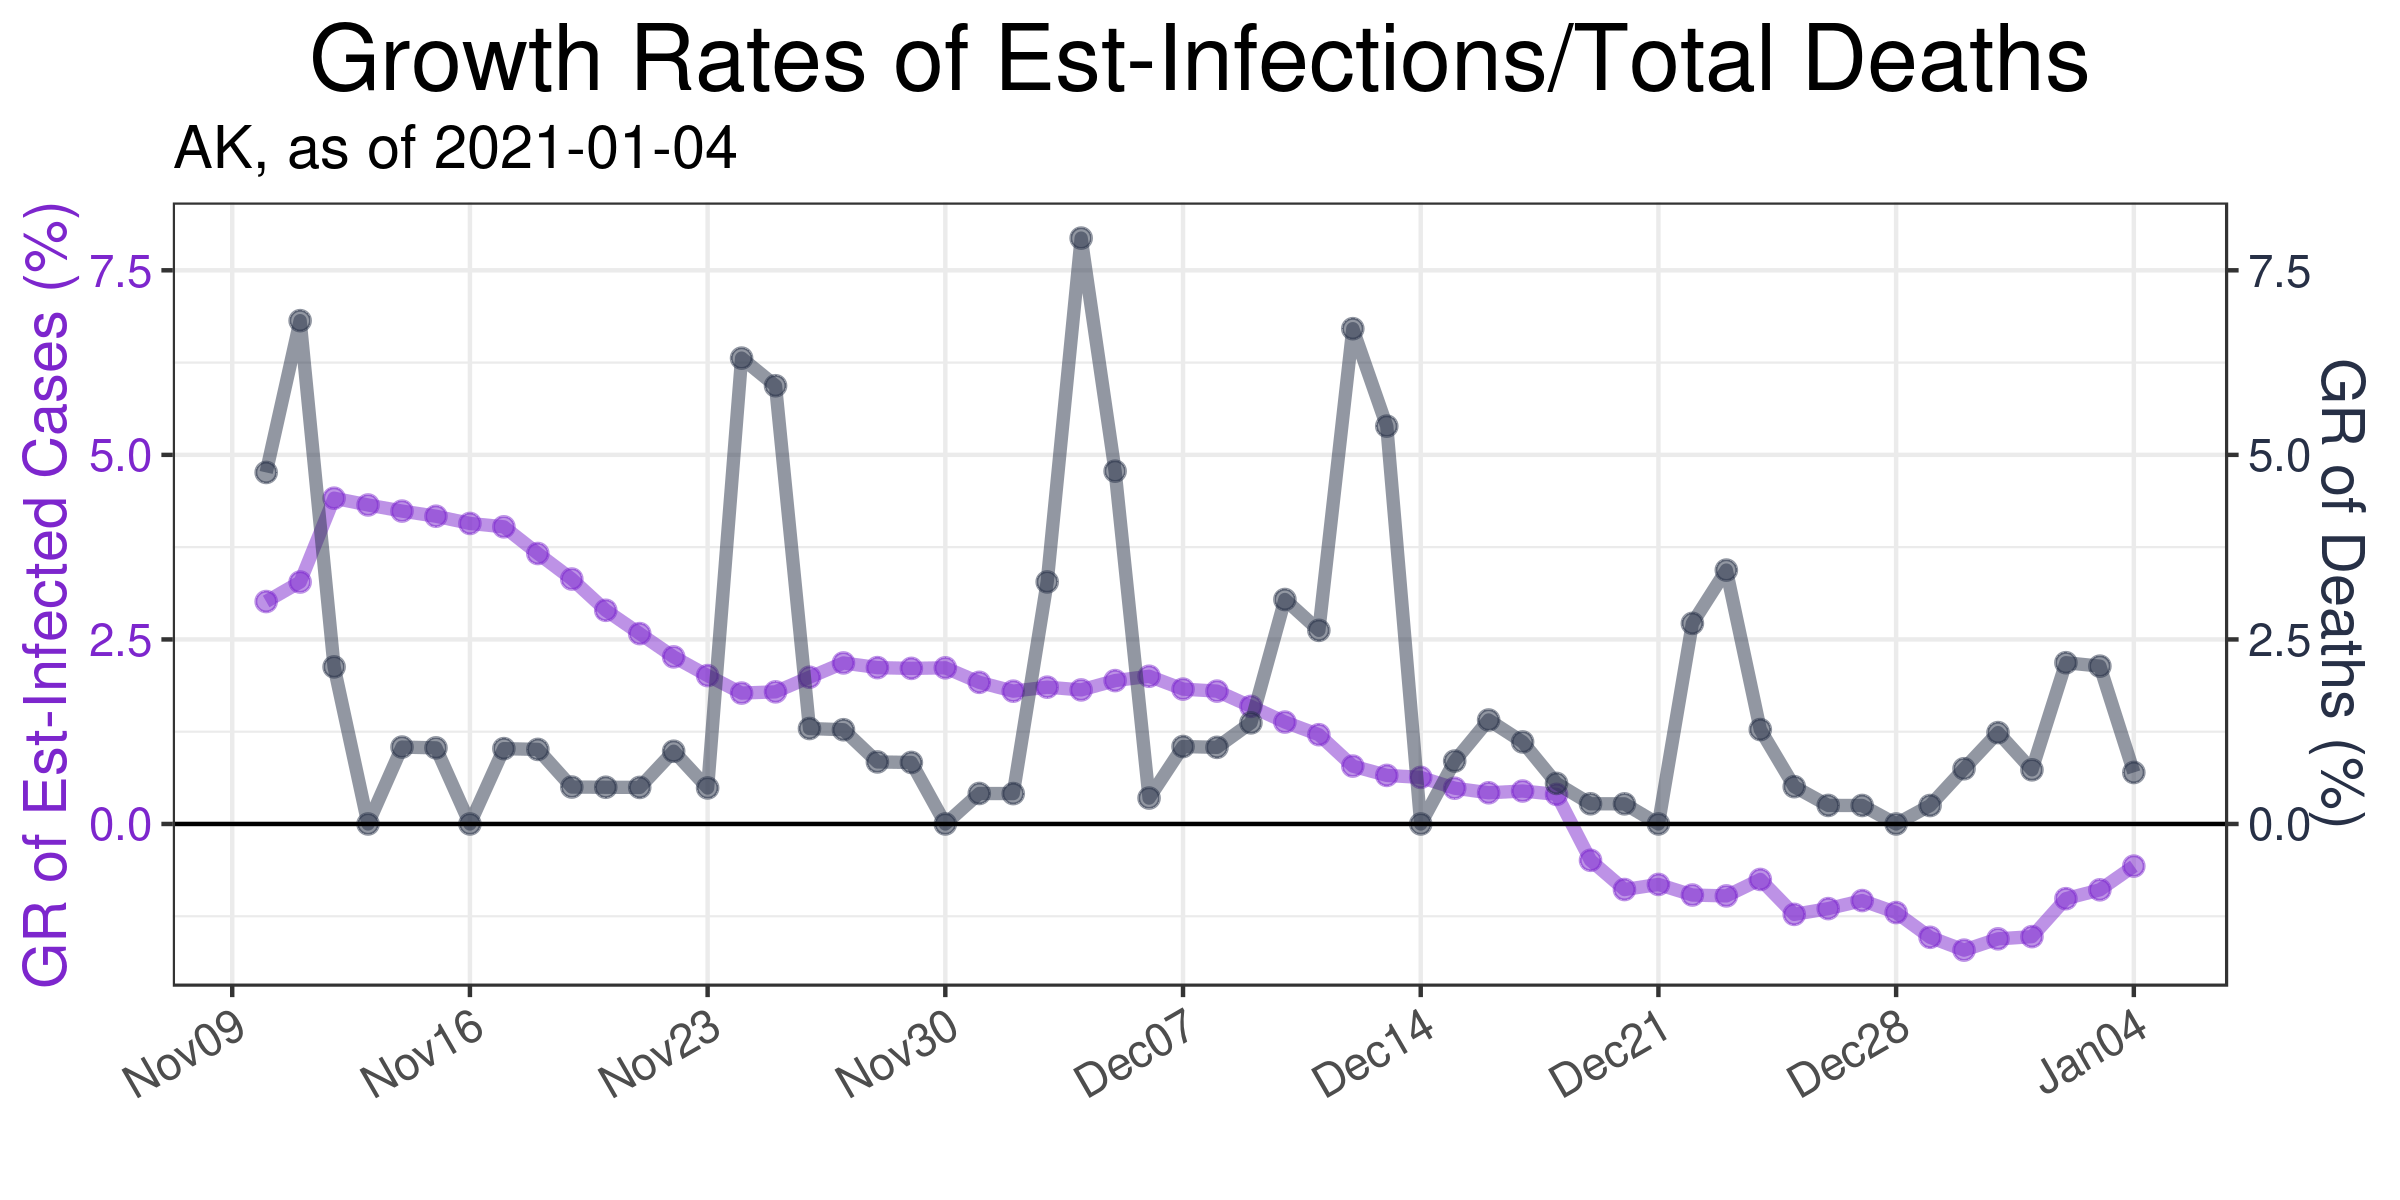 Growth Rates of Est-Infections/Total Deaths
AK, as of 2021-01-04
GR of Est-Infected Cases (%)
7.5
5.0
2.5
0.0
7.5
5.0
2.5
0.0
GR of Deaths (%)
Nov09
Nov16
Nov23
Nov30
Dec07
Dec14
Dec21
Dec28
Jan04